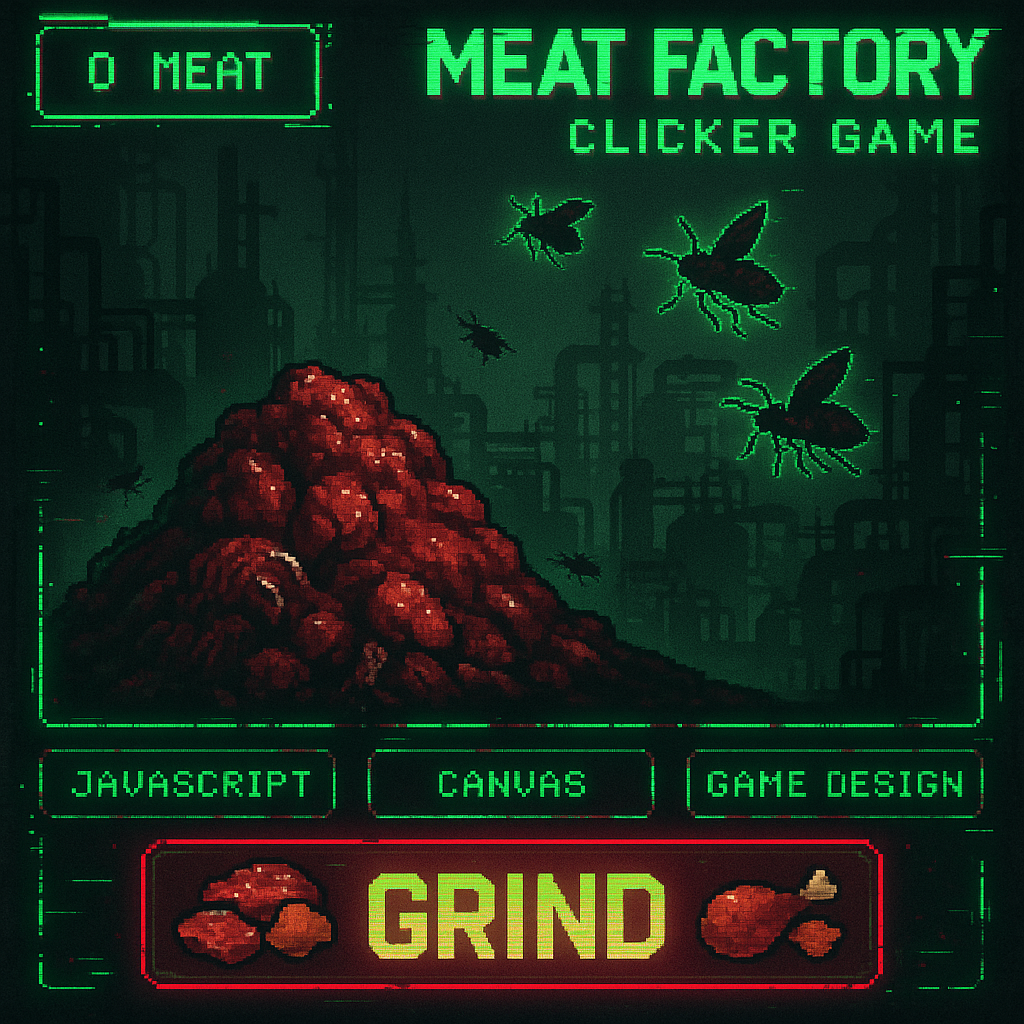 0 MEAT
MEAT FACTORY
CLICKER GAME
JAVASCRIPT
CANVAS
GAME DESIGN
GRIND